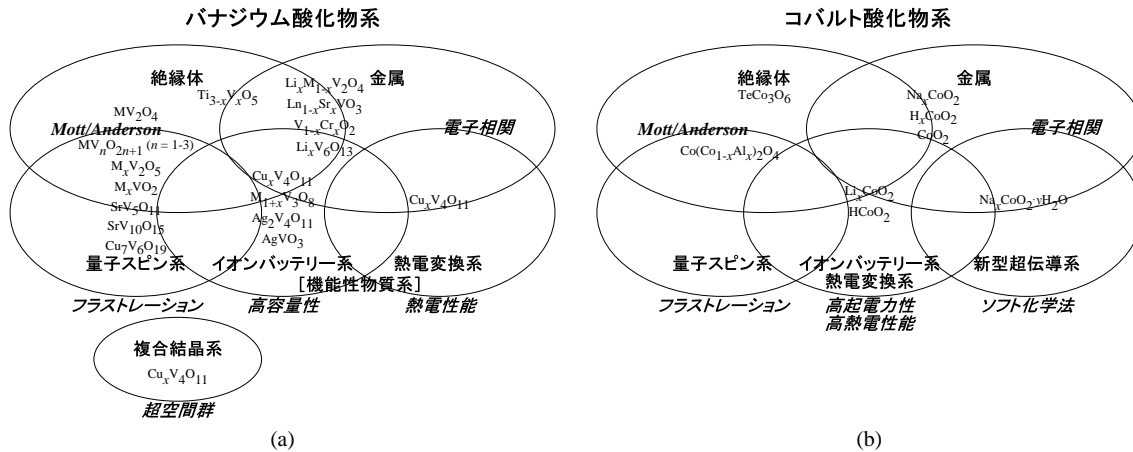 バナジウム酸化物系
絶縁体
金属
Ti3-xVxO5
LixM1-xV2O4
Ln1-xSrxVO3
V1-xCrxO2
LixV6O13
MV2O4
Mott/Anderson
電子相関
MVnO2n+1 (n = 1-3)
MxV2O5
MxVO2
SrV5O11
SrV10O15
Cu7V6O19
CuxV4O11
M1+xV3O8
Ag2V4O11
AgVO3
CuxV4O11
量子スピン系
イオンバッテリー系
熱電変換系
[機能性物質系]
フラストレーション
高容量性
熱電性能
複合結晶系
CuxV4O11
超空間群
(a)
コバルト酸化物系
絶縁体
金属
TeCo3O6
NaxCoO2
HxCoO2
CoO2
Mott/Anderson
電子相関
Co(Co1-xAlx)2O4
LixCoO2
HCoO2
NaxCoO2·yH2O
量子スピン系
イオンバッテリー系
熱電変換系
新型超伝導系
フラストレーション
高起電力性
高熱電性能
ソフト化学法
(b)